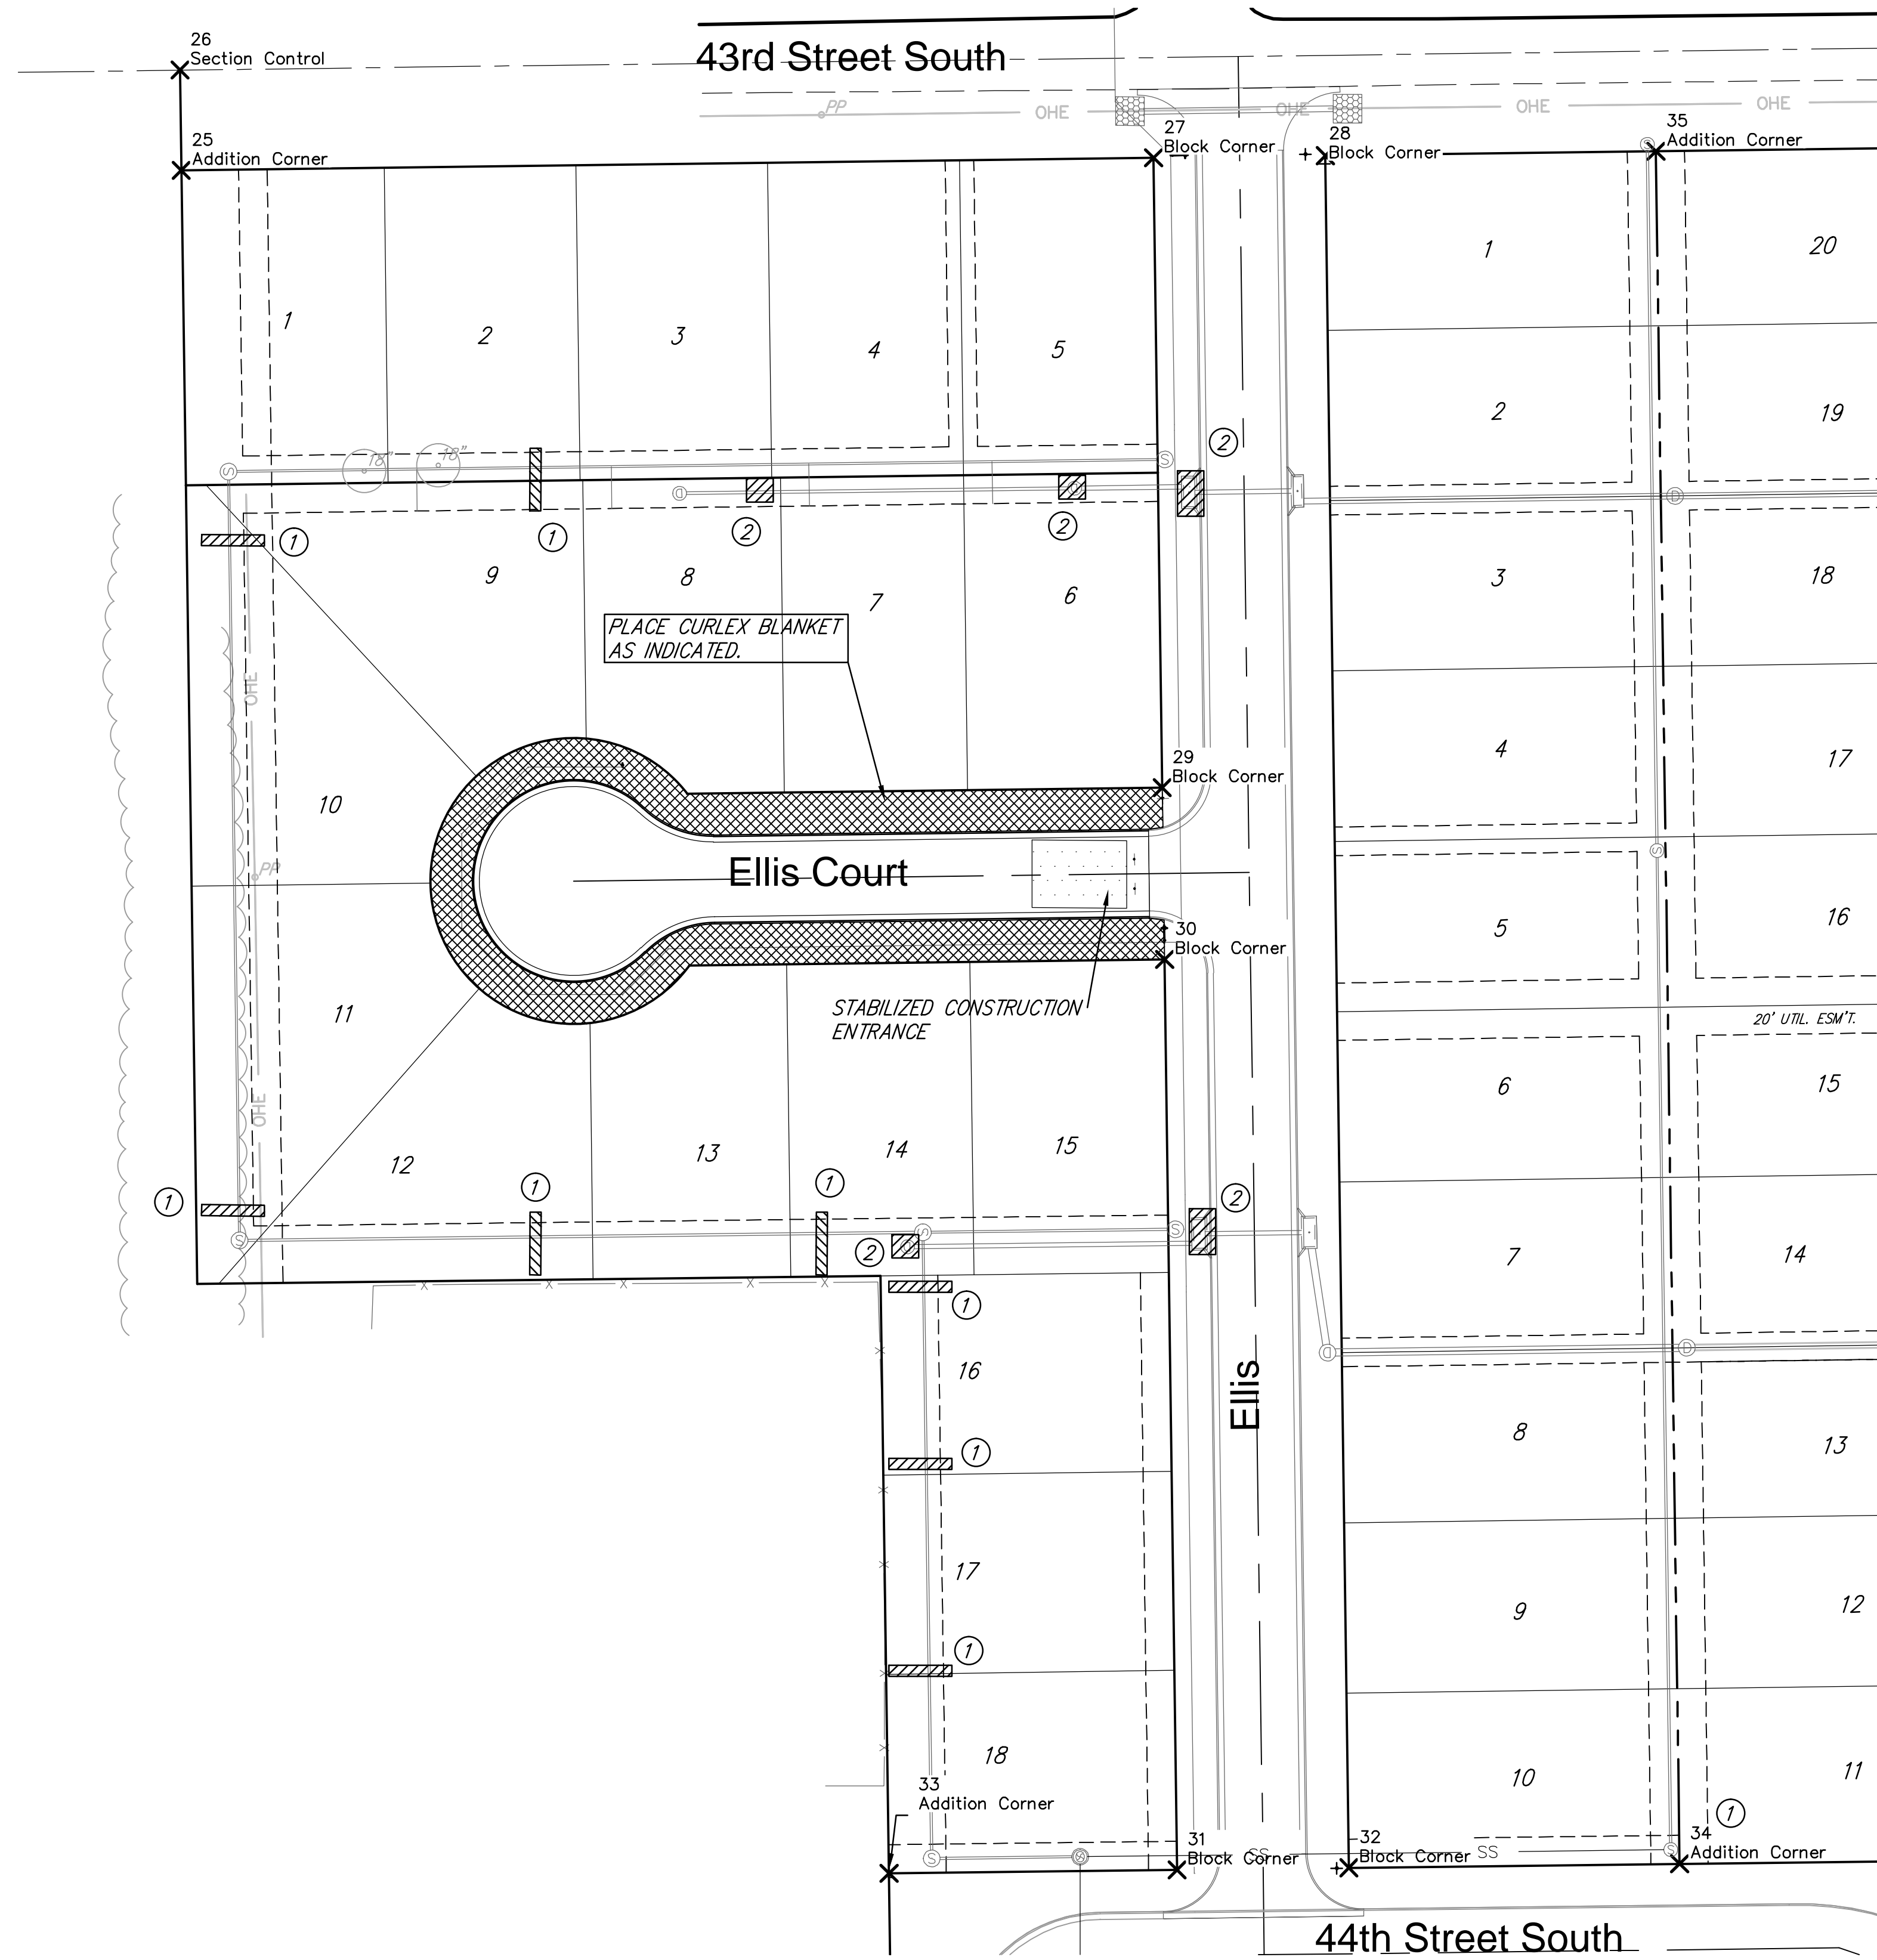 26
Section Control
43rd Street South
PP
OHE
OHE
OHE
OHE
25
Addition Corner
27
Block Corner
28
Block Corner
35
Addition Corner
1
2
3
4
5
1
20
2
19
18"
18"
S
S
2
D
1
2
2
D
1
9
8
7
6
3
18
PLACE CURLEX BLANKET
AS INDICATED.
OHE
4
17
29
Block Corner
10
S
PP
Ellis Court
5
16
30
Block Corner
11
STABILIZED CONSTRUCTION
ENTRANCE
20' UTIL. ESM'T.
OHE
6
15
12
13
14
15
1
1
1
2
S
S
S
2
7
14
1
D
D
16
Ellis
8
13
1
17
9
12
1
18
10
11
33
Addition Corner
1
S
S
31
Block Corner
SS
32
Block Corner
SS
S
34
Addition Corner
44th Street South